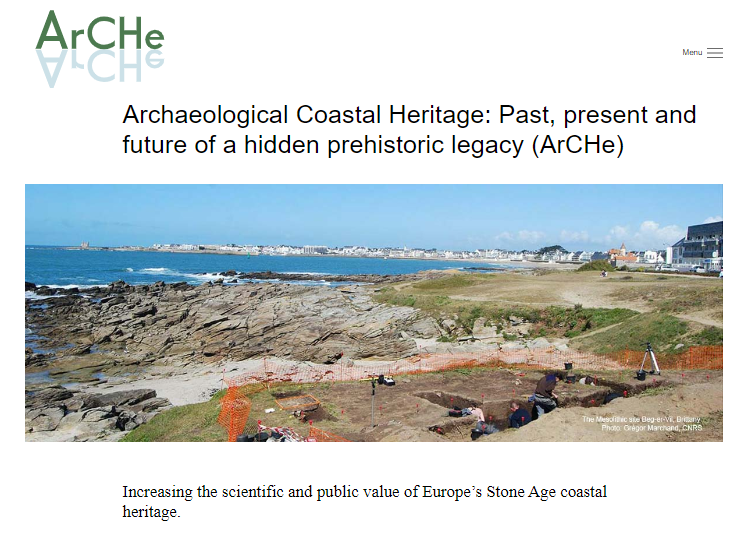 ArCHe
Menu
Archaeological Coastal Heritage: Past, present and
future of a hidden prehistoric legacy (ArCHe)
The Mesolithic site Beg-er-Vil, Brittany
Photo: Grégor Marchand, CNRS
Increasing the scientific and public value of Europe’s Stone Age coastal
heritage.